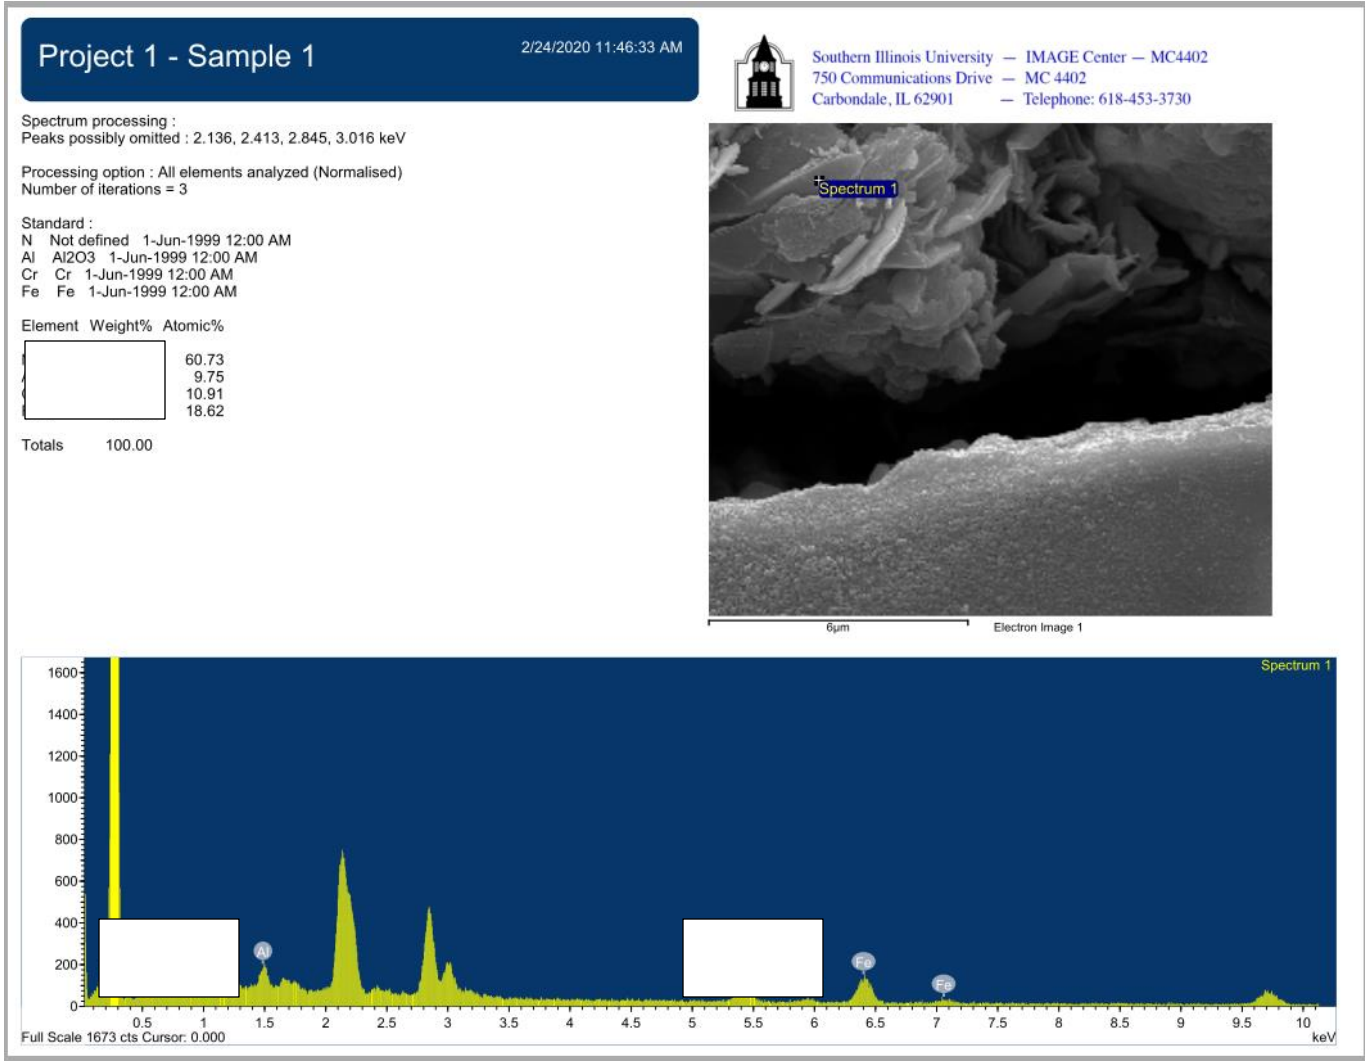 Project 1 - Sample 1
2/24/2020 11:46:33 AM
Southern Illinois University — IMAGE Center — MC4402
750 Communications Drive — MC 4402
Carbondale, IL 62901 — Telephone: 618-453-3730
Spectrum processing :
Peaks possibly omitted : 2.136, 2.413, 2.845, 3.016 keV
Processing option : All elements analyzed (Normalised)
Number of iterations = 3
Standard :
N Not defined 1-Jun-1999 12:00 AM
Al Al2O3 1-Jun-1999 12:00 AM
Cr Cr 1-Jun-1999 12:00 AM
Fe Fe 1-Jun-1999 12:00 AM
Element Weight% Atomic%
60.73
9.75
10.91
18.62
Totals 100.00
Spectrum 1
6µm
Electron Image 1
Spectrum 1
1600
1400
1200
1000
800
600
400
200
0
Al
Fe
Fe
0.5 1 1.5 2 2.5 3 3.5 4 4.5 5 5.5 6 6.5 7 7.5 8 8.5 9 9.5 10
Full Scale 1673 cts Cursor: 0.000
keV